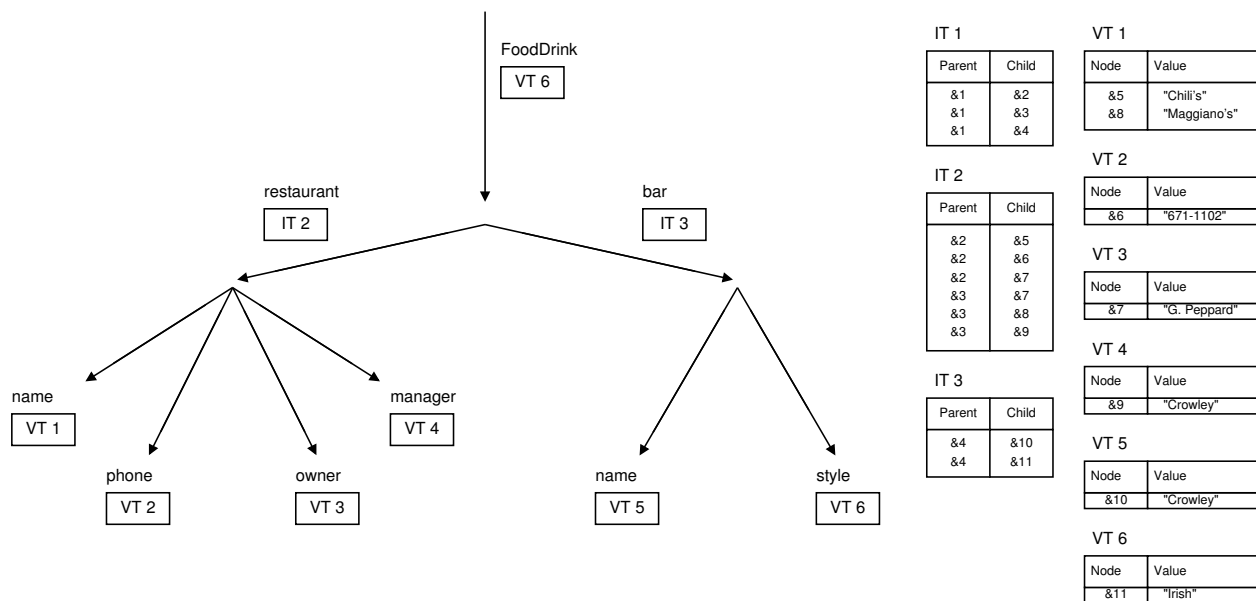 FoodDrink
VT 6
restaurant
IT 2
bar
IT 3
name
VT 1
phone
VT 2
owner
VT 3
manager
VT 4
name
VT 5
style
VT 6
IT 1
Parent Child
&1 &2
&1 &3
&1 &4
IT 2
Parent Child
&2 &5
&2 &6
&2 &7
&3 &7
&3 &8
&3 &9
IT 3
Parent Child
&4 &10
&4 &11
VT 1
Node Value
&5 "Chili's"
&8 "Maggiano's"
VT 2
Node Value
&6 "671-1102"
VT 3
Node Value
&7 "G. Peppard"
VT 4
Node Value
&9 "Crowley"
VT 5
Node Value
&10 "Crowley"
VT 6
Node Value
&11 "Irish"